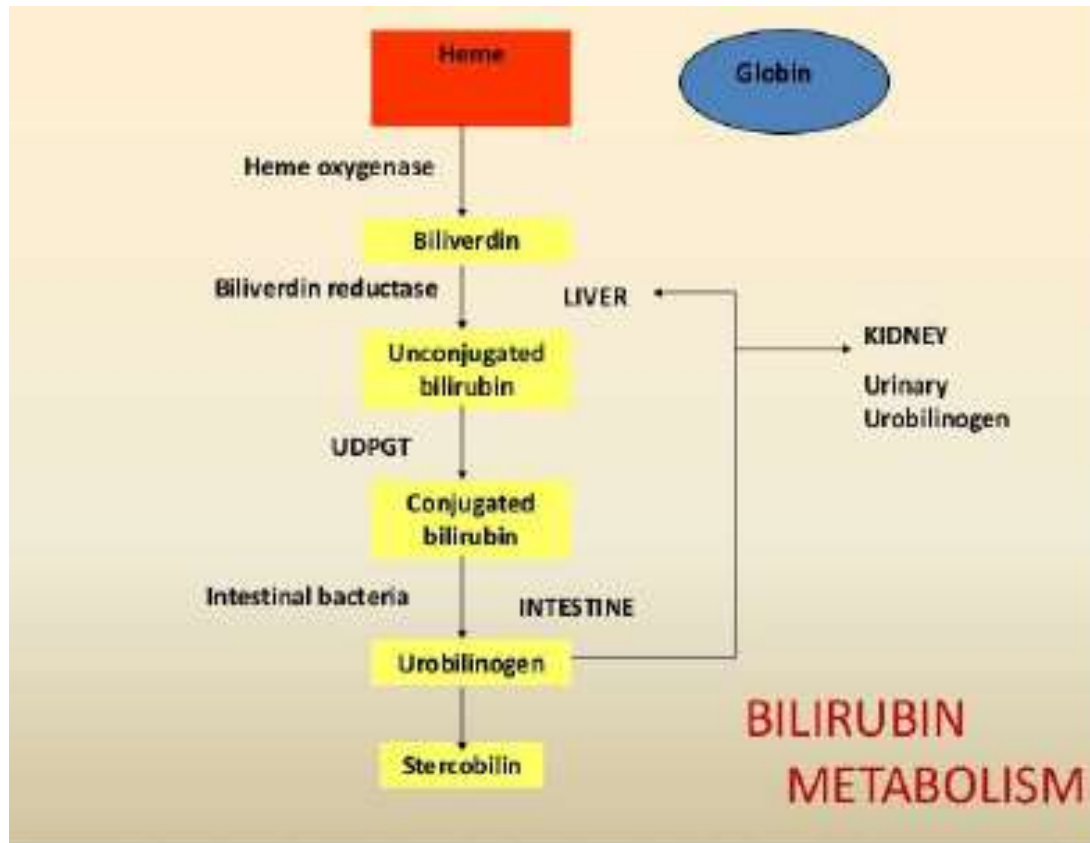 Heme
Globin
Heme oxygenase
Biliverdin
Biliverdin reductase
LIVER
KIDNEY
Urinary
Urobilinogen
Unconjugated
bilirubin
UDPGT
Conjugated
bilirubin
Intestinal bacteria
INTESTINE
Urobilinogen
Stercobilin
BILIRUBIN
METABOLISM